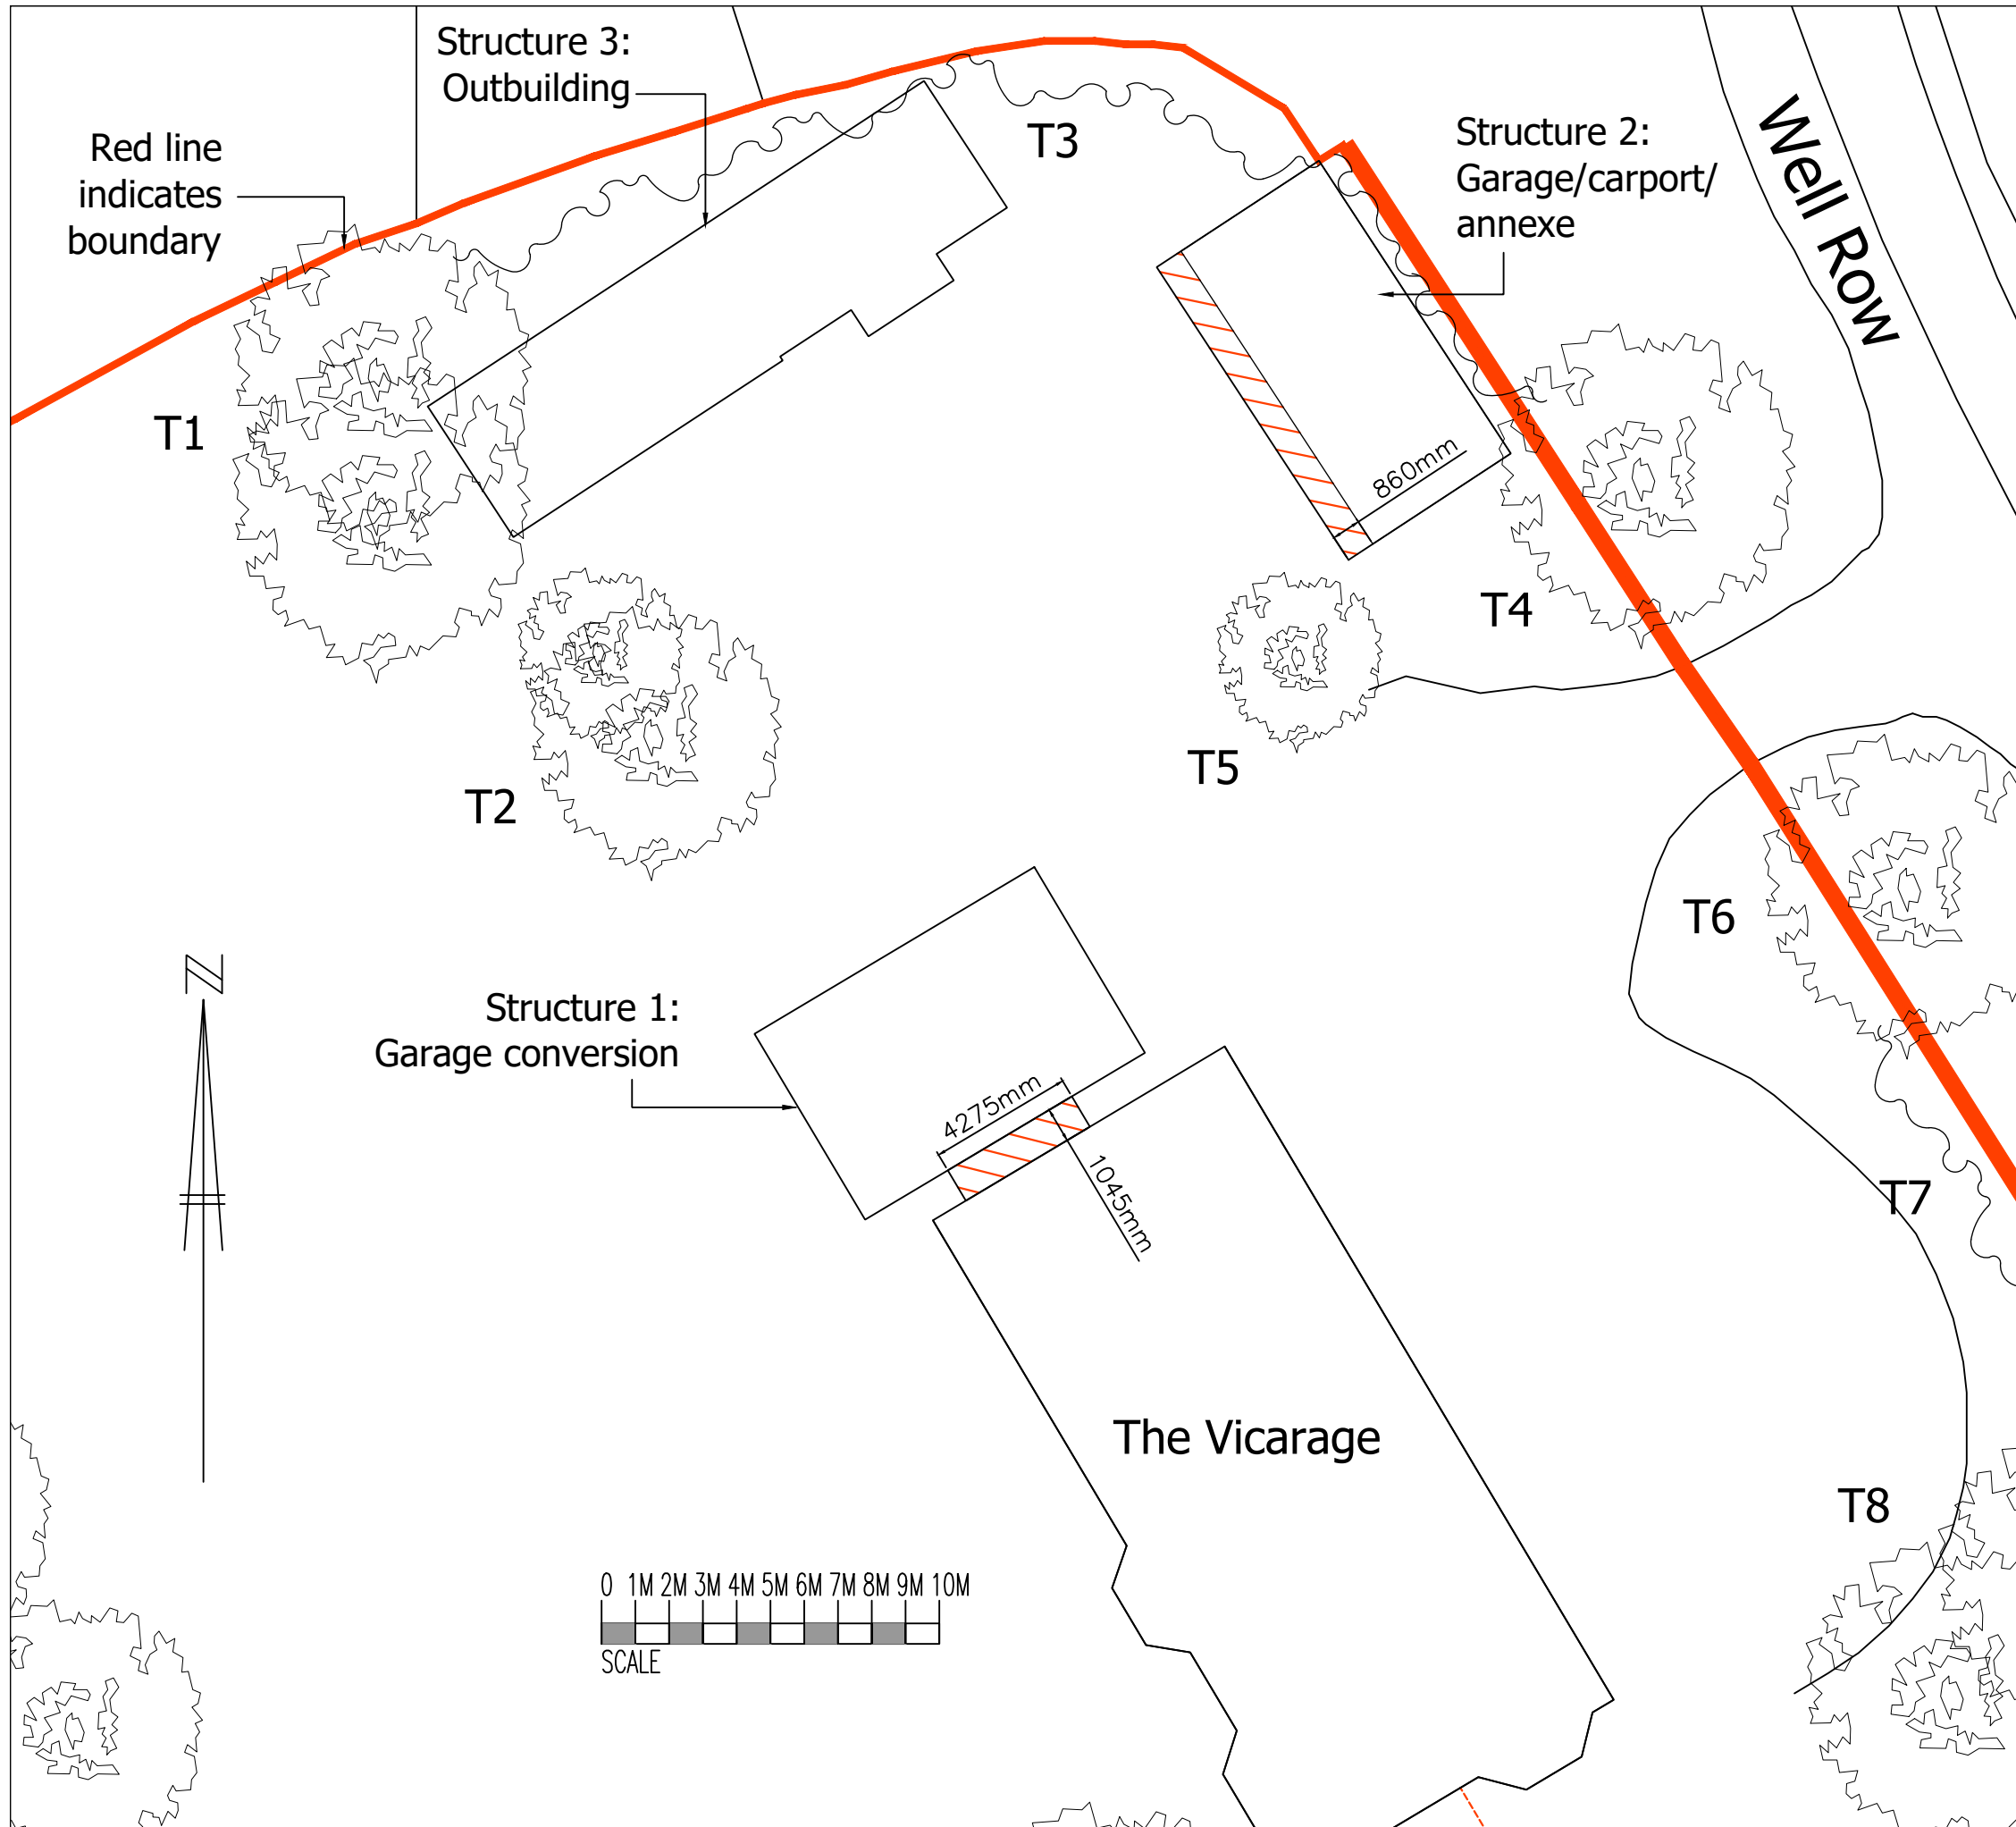 Structure 3:
Outbuilding
Red line
indicates
boundary
T3
Structure 2:
Garage/carport/
annexe
Well Row
T1
860mm
T4
T5
T2
T6
N
Structure 1:
Garage conversion
4275mm
1045mm
T7
The Vicarage
T8
0 1M 2M 3M 4M 5M 6M 7M 8M 9M 10M
SCALE